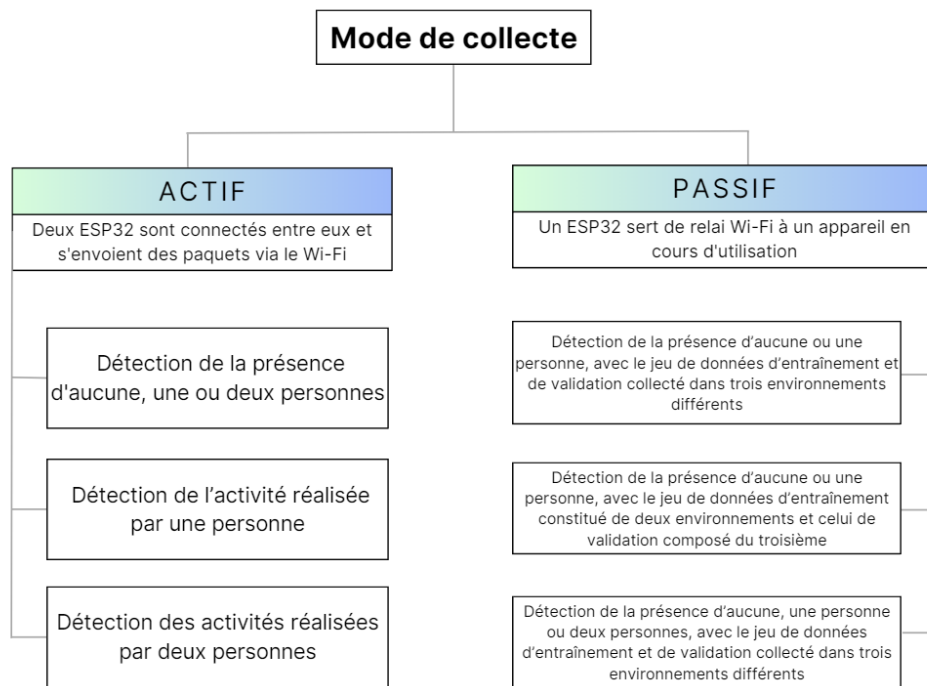 Mode de collecte
ACTIF
Deux ESP32 sont connectés entre eux et
s'envoient des paquets via le Wi-Fi
Détection de la présence
d'aucune, une ou deux personnes
Détection de l’activité réalisée
par une personne
Détection des activités réalisées
par deux personnes
PASSIF
Un ESP32 sert de relai Wi-Fi à un appareil en
cours d'utilisation
Détection de la présence d’aucune ou une
personne, avec le jeu de données d’entraînement et
de validation collecté dans trois environnements
différents
Détection de la présence d’aucune ou une
personne, avec le jeu de données d’entraînement
constitué de deux environnements et celui de
validation composé du troisième
Détection de la présence d’aucune, une personne
ou deux personnes, avec le jeu de données
d’entraînement et de validation collecté dans trois
environnements différents